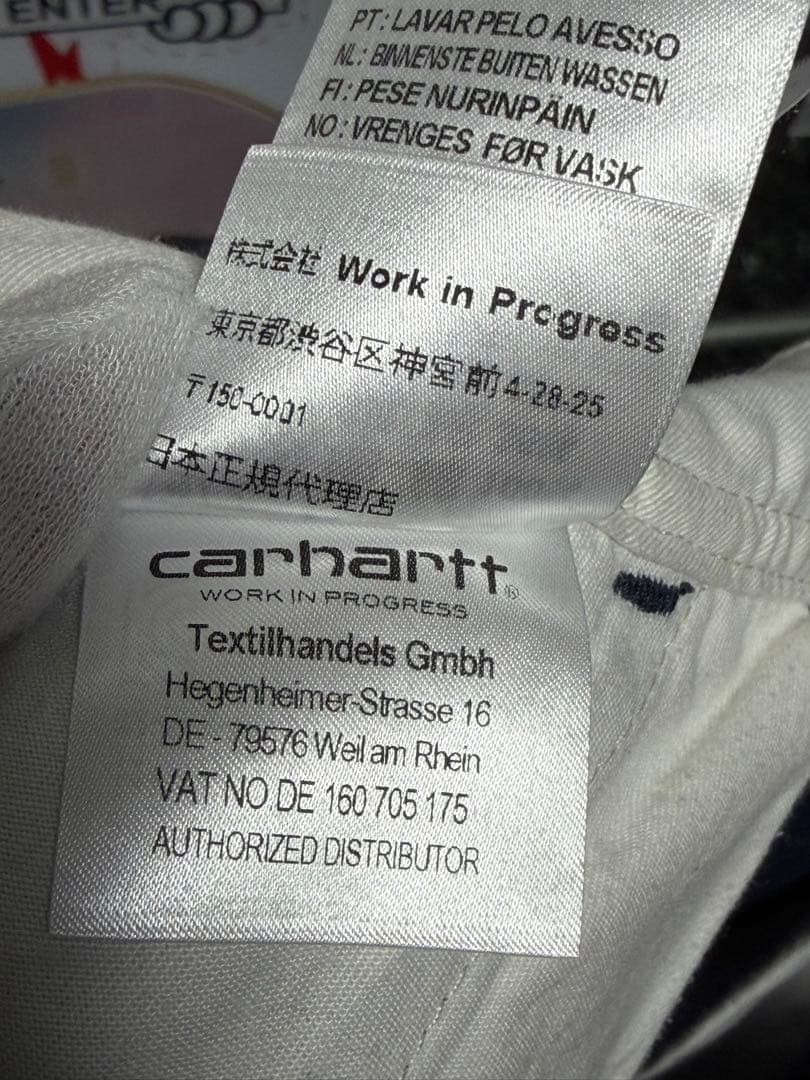 ENTER
PT: LAVAR PELO AVESSO
NL: BINNENSTE BUITEN WASSEN
FI: PESE NURINPÄIN
NO: VRENGES FØR VASK
株式会社 Work in Progress
東京都渋谷区神宮前4-28-25
〒150-0001
日本正規代理店
carhartt®
WORK IN PROGRESS
Textilhandels Gmbh
Hegenheimer-Strasse 16
DE - 79576 Weil am Rhein
VAT NO DE 160 705 175
AUTHORIZED DISTRIBUTOR